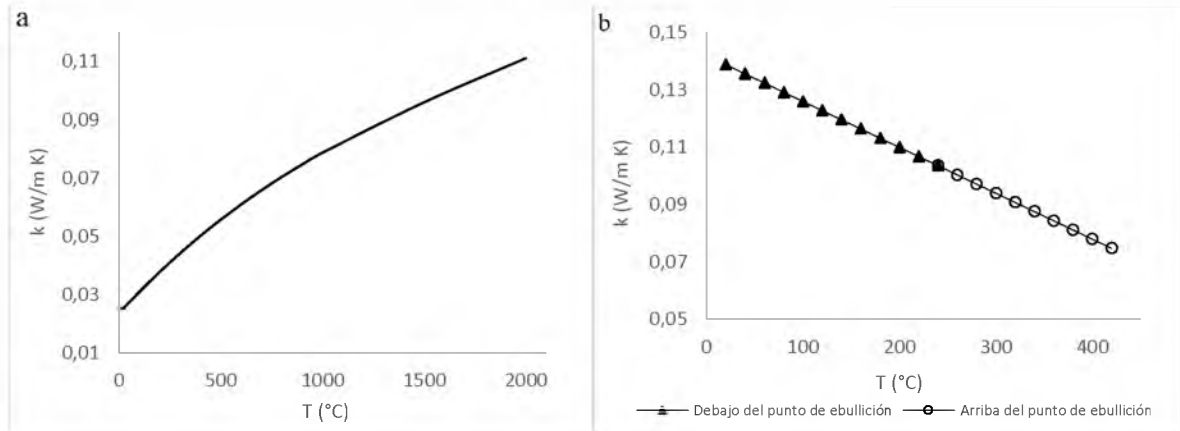 a
0,11
0,09
0,07
0,05
0,03
0,01
k (W/m K)
0 500 1000 1500 2000
T (°C)
b
0,15
0,13
0,11
0,09
0,07
0,05
k (W/m K)
0 100 200 300 400
T (°C)
Debajo del punto de ebullición Arriba del punto de ebullición